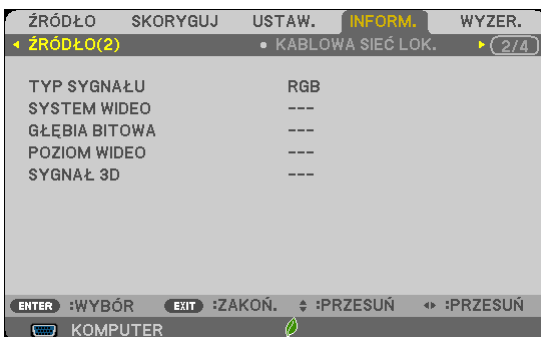 ŹRÓDŁO SKORYGUJ USTAW. INFORM. WYZER.
ŹRÓDŁO(2) • KABLOWA SIEĆ LOK. 2/4
TYP SYGNAŁU RGB
SYSTEM WIDEO ---
GŁĘBIA BITOWA ---
POZIOM WIDEO ---
SYGNAŁ 3D ---
ENTER :WYBÓR EXIT :ZAKOŃ. :PRZESUŃ :PRZESUŃ
KOMPUTER